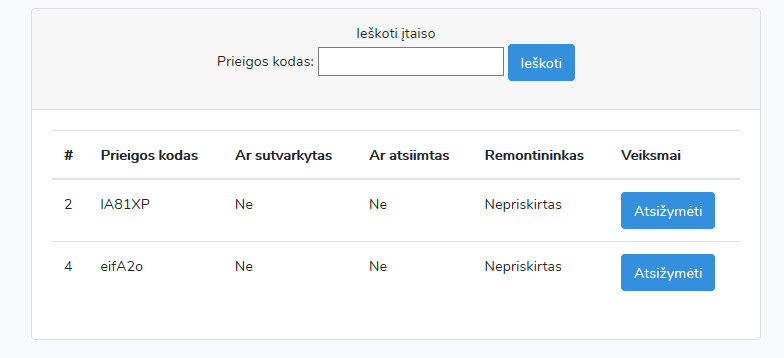 Ieškoti įtaiso
Prieigos kodas: Ieškoti
# Prieigos kodas Ar sutvarkytas Ar atsiimtas Remontininkas Veiksmai
2 IA81XP Ne Ne Nepriskirtas Atsižymėti
4 eifA2o Ne Ne Nepriskirtas Atsižymėti